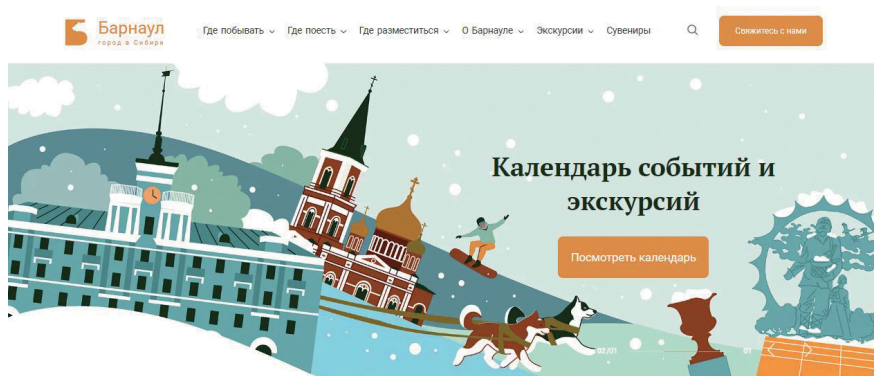 Барнаул
город в Сибири
Где побывать Где поесть Где разместиться О Барнауле Экскурсии Сувениры
Свяжитесь с нами
Календарь событий и
экскурсий
Посмотреть календарь
02/01
01